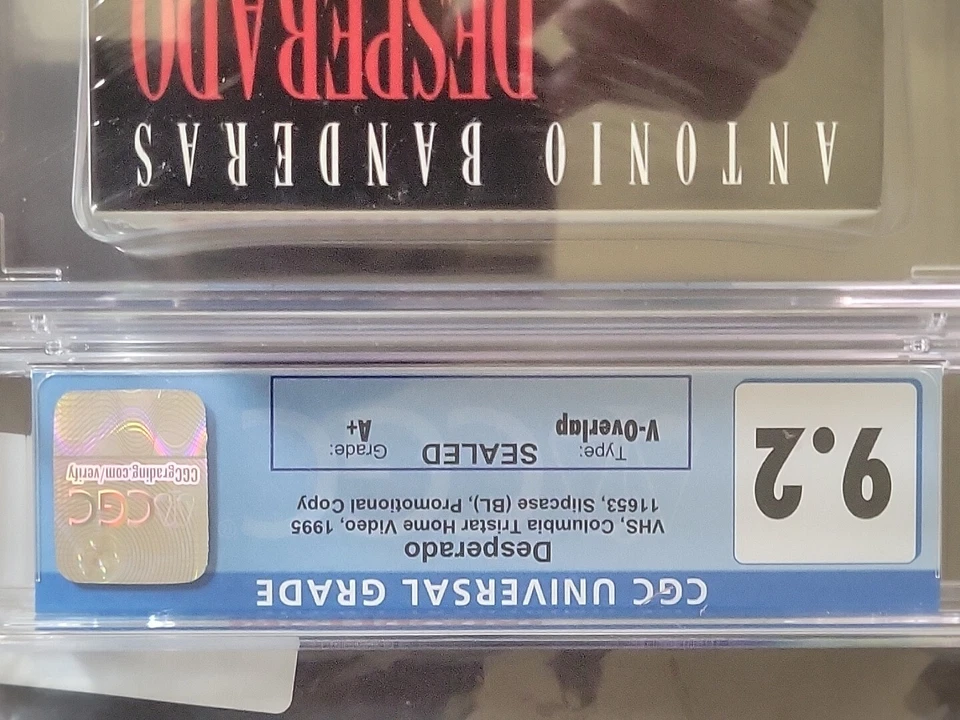 CGC UNIVERSAL GRADE
9.2
Desperado
VHS, Columbia Tristar Home Video, 1995
11653, Slipcase (BL), Promotional Copy
Type:
V-Overlap
SEALED
Grade:
A+
CGC
CGCgrading.com/verify
ANTONIO BANDERAS
DESPERADO